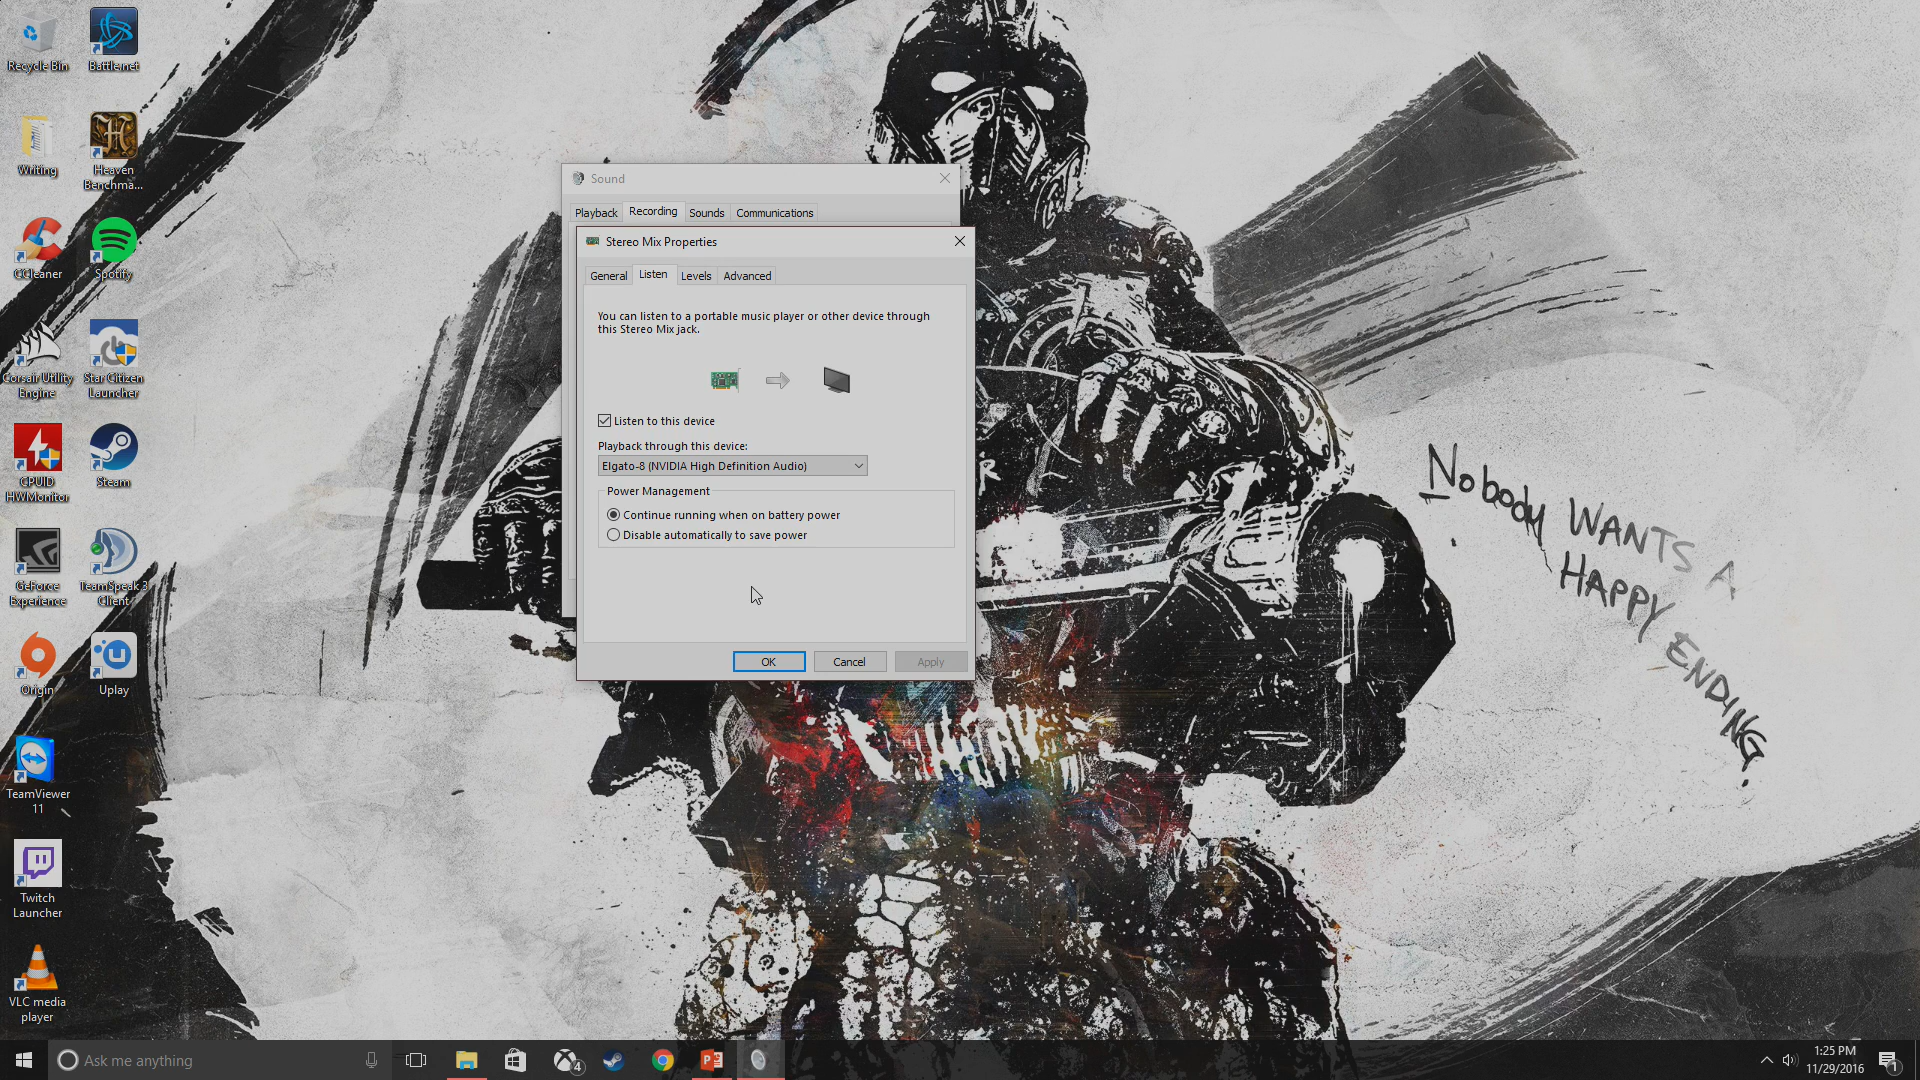 Recycle Bin
Battle.net
Writing
Heaven
Benchma...
CCleaner
Spotify
Corsair Utility
Engine
Star Citizen
Launcher
CPUID
HWMonitor
Steam
GeForce
Experience
TeamSpeak 3
Client
Origin
Uplay
TeamViewer
11
Twitch
Launcher
VLC media
player
Sound
Playback
Recording
Sounds
Communications
Stereo Mix Properties
General
Listen
Levels
Advanced
You can listen to a portable music player or other device through
this Stereo Mix jack.
Listen to this device
Playback through this device:
Elgato-8 (NVIDIA High Definition Audio)
Power Management
Continue running when on battery power
Disable automatically to save power
OK
Cancel
Apply
Nobody WANTS A
HAPPY ENDING.
Ask me anything
4
1:25 PM
11/29/2016
1